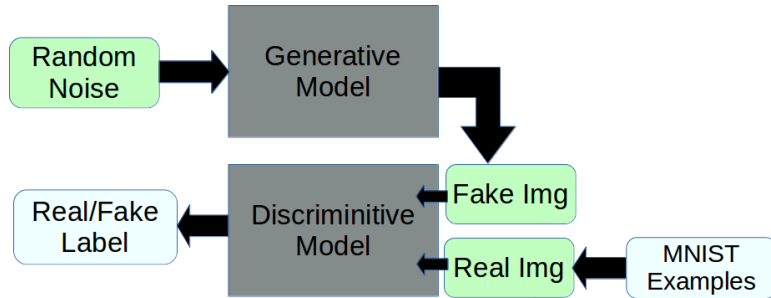 Random
Noise
Generative
Model
Fake Img
Real/Fake
Label
Discriminitive
Model
Real Img
MNIST
Examples